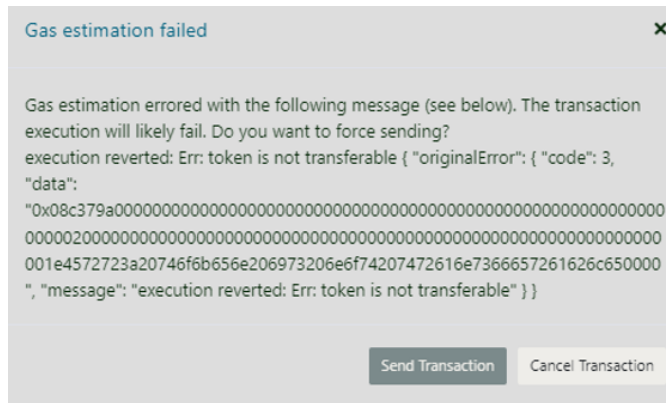 Gas estimation failed
×
Gas estimation errored with the following message (see below). The transaction
execution will likely fail. Do you want to force sending?
execution reverted: Err: token is not transferable { "originalError": { "code": 3,
"data":
"0x08c379a0000000000000000000000000000000000000000000000000000000000
0000020000000000000000000000000000000000000000000000000000000000000
001e4572723a20746f6b656e206973206e6f74207472616e7366657261626c650000
", "message": "execution reverted: Err: token is not transferable" } }
Send Transaction
Cancel Transaction